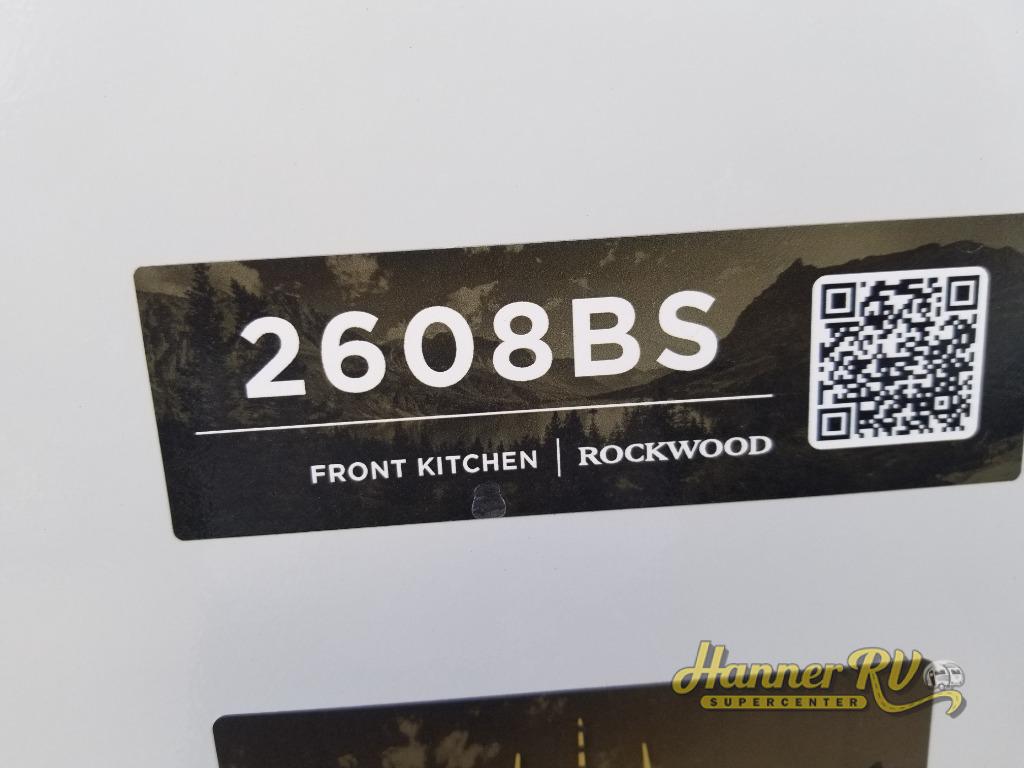 2608BS
FRONT KITCHEN | ROCKWOOD
Hanner RV
SUPERCENTER